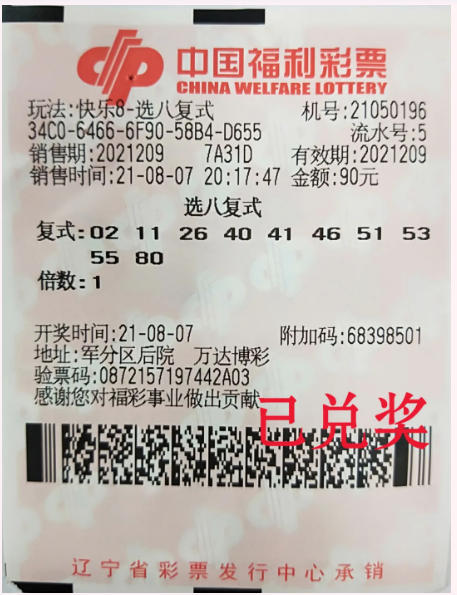 中国福利彩票
CHINA WELFARE LOTTERY
玩法:快乐8-选八复式 机号:21050196
34C0-6466-6F90-58B4-D655 流水号:5
销售期:2021209 7A31D 有效期:2021209
销售时间:21-08-07 20:17:47 金额:90元
选八复式
复式:02 11 26 40 41 46 51 53
55 80
倍数:1
开奖时间:21-08-07 附加码:68398501
地址:军分区后院 万达博彩
验票码:0872157197442A03
感谢您对福彩事业做出贡献
已兑奖
辽宁省彩票发行中心承销